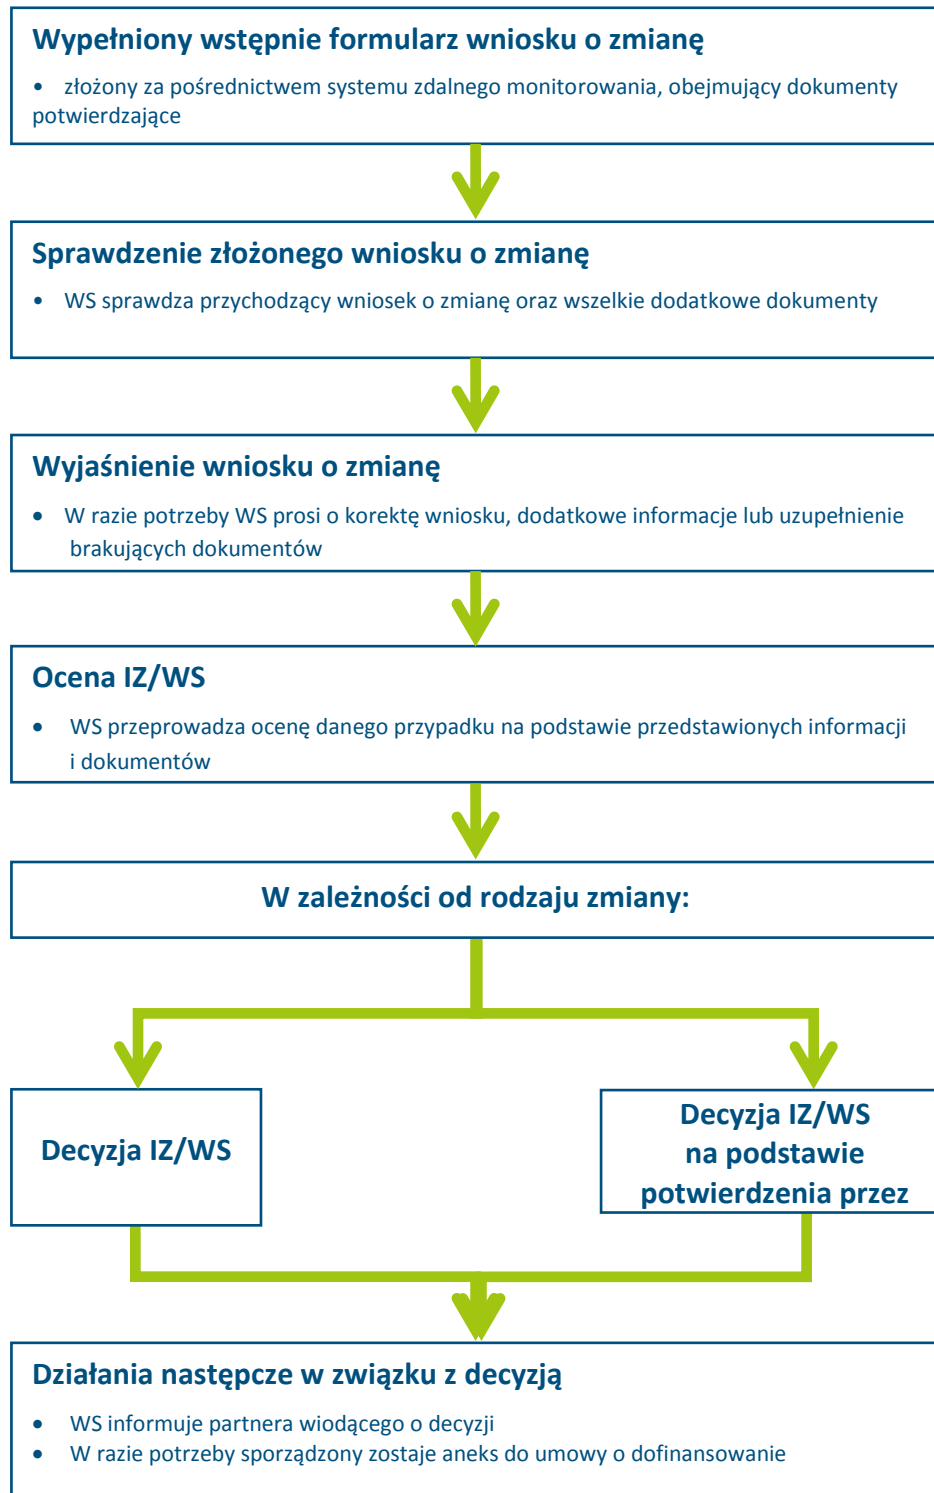 Wypełniony wstępnie formularz wniosku o zmianę
• złożony za pośrednictwem systemu zdalnego monitorowania, obejmujący dokumenty
potwierdzające
Sprawdzenie złożonego wniosku o zmianę
• WS sprawdza przychodzący wniosek o zmianę oraz wszelkie dodatkowe dokumenty
Wyjaśnienie wniosku o zmianę
• W razie potrzeby WS prosi o korektę wniosku, dodatkowe informacje lub uzupełnienie
brakujących dokumentów
Ocena IZ/WS
• WS przeprowadza ocenę danego przypadku na podstawie przedstawionych informacji
i dokumentów
W zależności od rodzaju zmiany:
Decyzja IZ/WS
Decyzja IZ/WS
na podstawie
potwierdzenia przez
Działania następcze w związku z decyzją
• WS informuje partnera wiodącego o decyzji
• W razie potrzeby sporządzony zostaje aneks do umowy o dofinansowanie